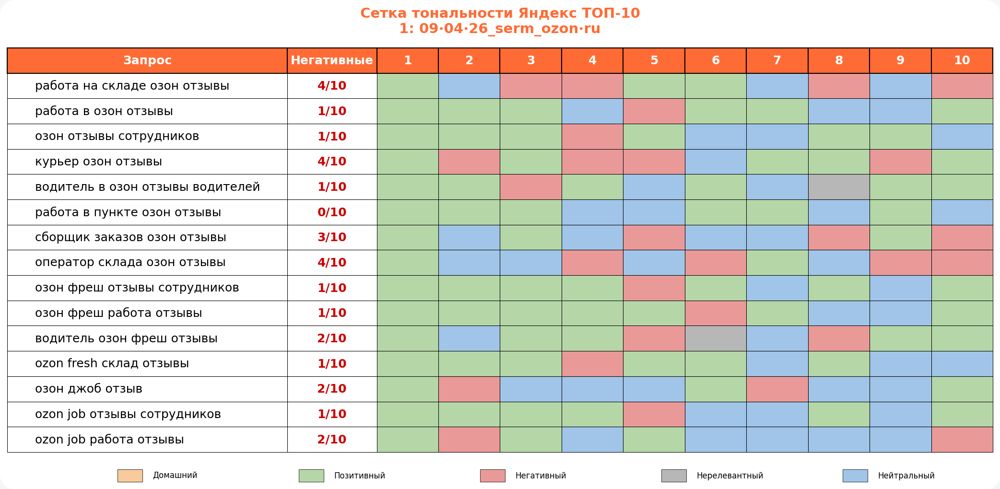 Сетка тональности Яндекс ТОП-10
1: 09·04·26_serm_ozon·ru
Запрос Негативные 1 2 3 4 5 6 7 8 9 10
работа на складе озон отзывы 4/10
работа в озон отзывы 1/10
озон отзывы сотрудников 1/10
курьер озон отзывы 4/10
водитель в озон отзывы водителей 1/10
работа в пункте озон отзывы 0/10
сборщик заказов озон отзывы 3/10
оператор склада озон отзывы 4/10
озон фреш отзывы сотрудников 1/10
озон фреш работа отзывы 1/10
водитель озон фреш отзывы 2/10
ozon fresh склад отзывы 1/10
озон джоб отзыв 2/10
ozon job отзывы сотрудников 1/10
ozon job работа отзывы 2/10
Домашний Позитивный Негативный Нерелевантный Нейтральный